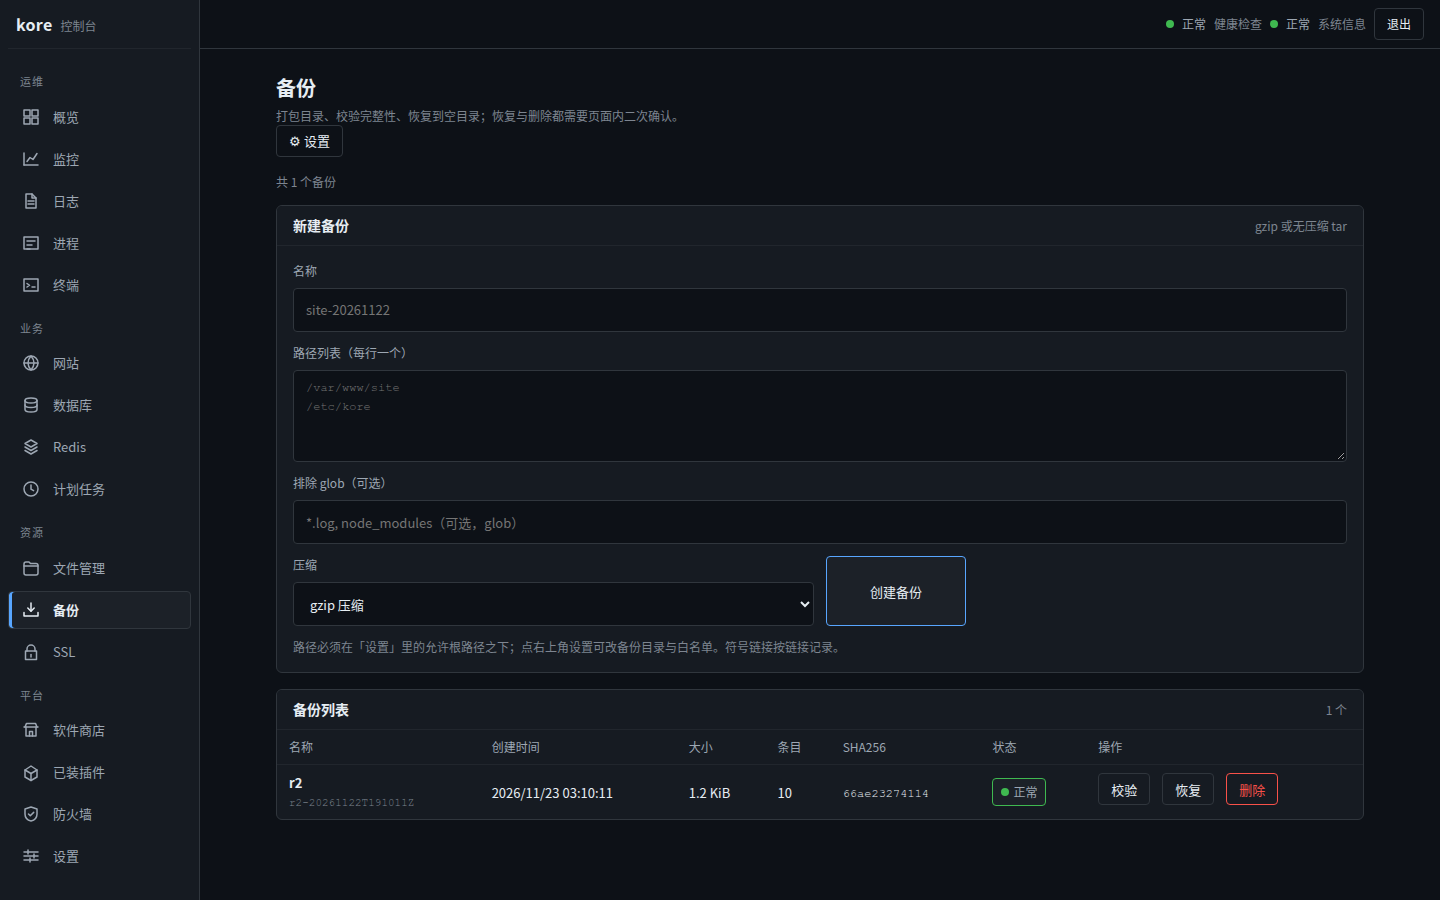 kore 控制台
正常 健康检查 正常 系统信息 退出
运维
概览
监控
日志
进程
终端
业务
网站
数据库
Redis
计划任务
资源
文件管理
备份
SSL
平台
软件商店
已装插件
防火墙
设置
备份
打包目录、校验完整性、恢复到空目录；恢复与删除都需要页面内二次确认。
⚙ 设置
共 1 个备份
新建备份 gzip 或无压缩 tar
名称
site-20261122
路径列表（每行一个）
/var/www/site
/etc/kore
排除 glob（可选）
*.log, node_modules（可选，glob）
压缩
gzip 压缩
创建备份
路径必须在「设置」里的允许根路径之下；点右上角设置可改备份目录与白名单。符号链接按链接记录。
备份列表 1 个
名称 创建时间 大小 条目 SHA256 状态 操作
r2
r2-20261122T191011Z
2026/11/23 03:10:11 1.2 KiB 10 66ae23274114 正常 校验 恢复 删除